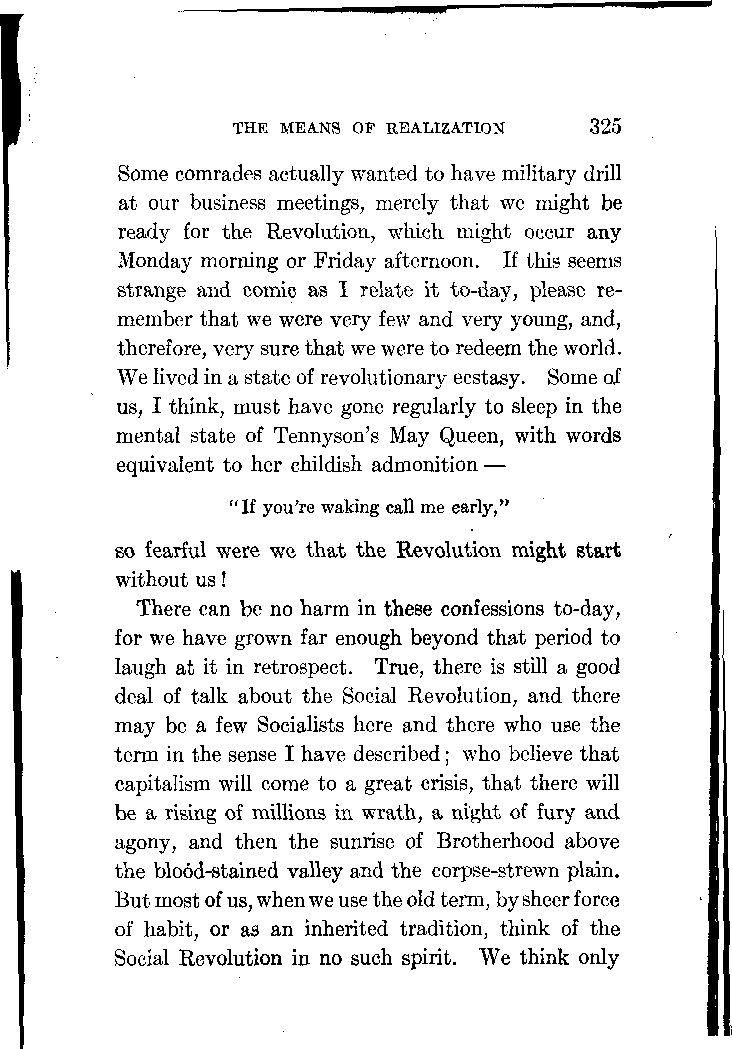 THE MEANS OF REALIZATION 325
Some comrades actually wanted to have military drill
at our business meetings, merely that we might be
ready for the Revolution, which might occur any
Monday morning or Friday afternoon. If this seems
strange and comic as I relate it to-day, please re-
member that we were very few and very young, and,
therefore, very sure that we were to redeem the world.
We lived in a state of revolutionary ecstasy. Some of
us, I think, must have gone regularly to sleep in the
mental state of Tennyson's May Queen, with words
equivalent to her childish admonition —
"If you're waking call me early,"
so fearful were we that the Revolution might start
without us!
There can be no harm in these confessions to-day,
for we have grown far enough beyond that period to
laugh at it in retrospect. True, there is still a good
deal of talk about the Social Revolution, and there
may be a few Socialists here and there who use the
term in the sense I have described; who believe that
capitalism will come to a great crisis, that there will
be a rising of millions in wrath, a night of fury and
agony, and then the sunrise of Brotherhood above
the blood-stained valley and the corpse-strewn plain.
But most of us, when we use the old term, by sheer force
of habit, or as an inherited tradition, think of the
Social Revolution in no such spirit. We think only